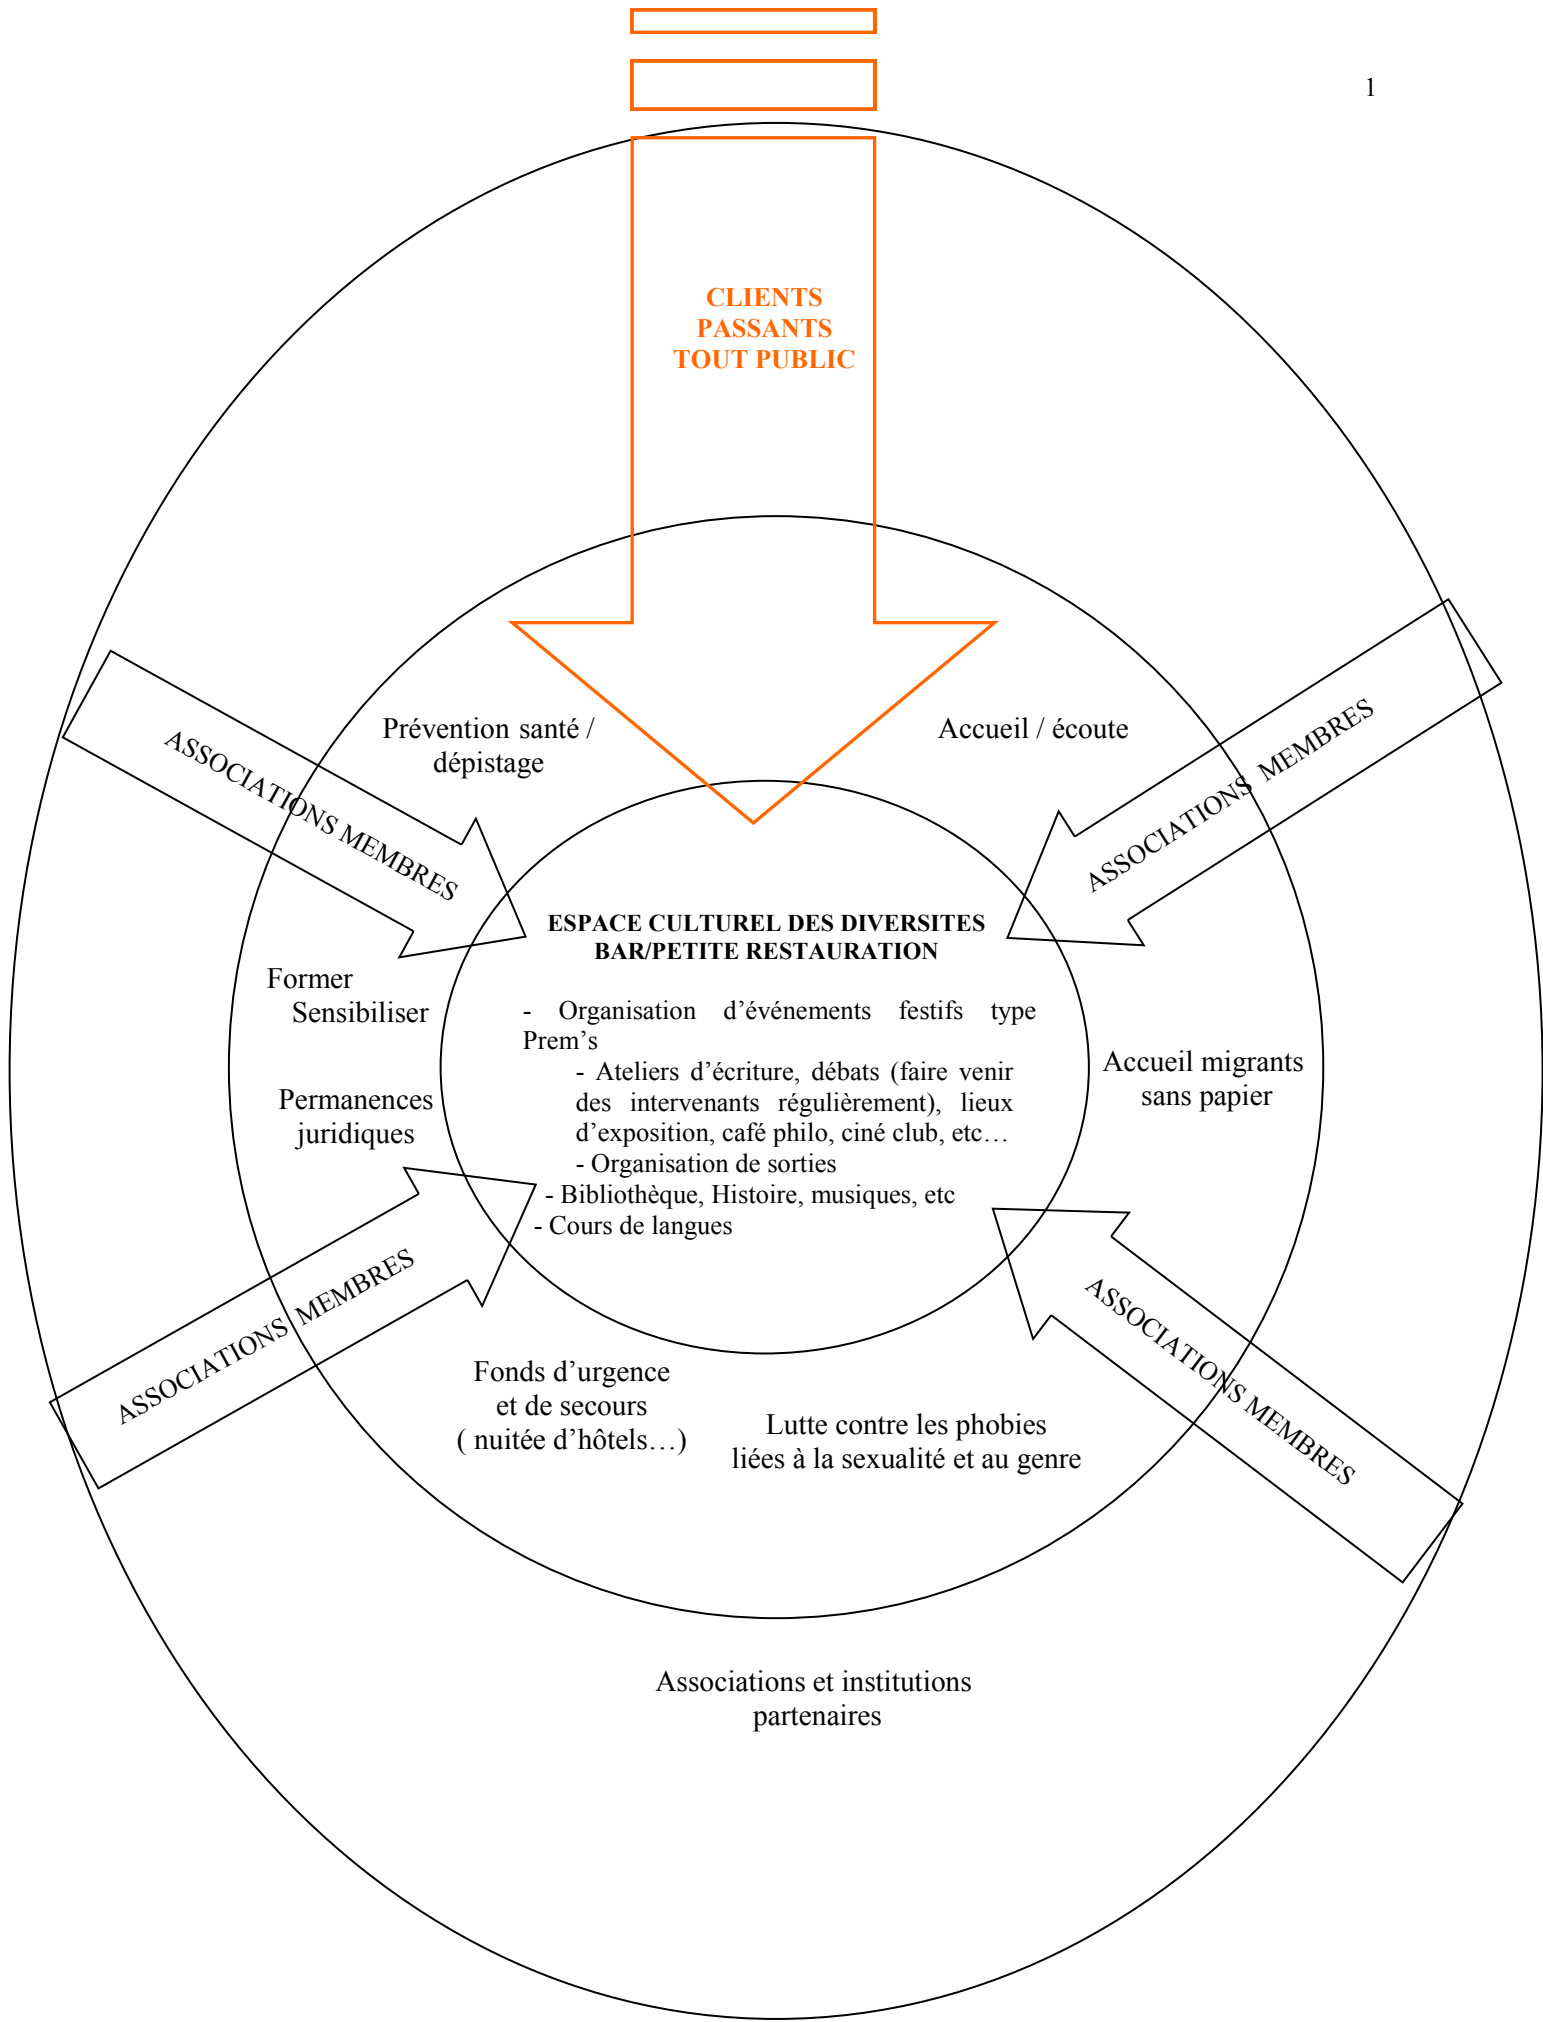 1
CLIENTS
PASSANTS
TOUT PUBLIC
Prévention santé /
dépistage
Accueil / écoute
ASSOCIATIONS MEMBRES
ASSOCIATIONS MEMBRES
ESPACE CULTUREL DES DIVERSITES
BAR/PETITE RESTAURATION
Former
Sensibiliser
- Organisation d’événements festifs type
Prem’s
- Ateliers d’écriture, débats (faire venir
des intervenants régulièrement), lieux
d’exposition, café philo, ciné club, etc…
- Organisation de sorties
- Bibliothèque, Histoire, musiques, etc
- Cours de langues
Accueil migrants
sans papier
Permanences
juridiques
ASSOCIATIONS MEMBRES
ASSOCIATIONS MEMBRES
Fonds d’urgence
et de secours
( nuitée d’hôtels…)
Lutte contre les phobies
liées à la sexualité et au genre
Associations et institutions
partenaires